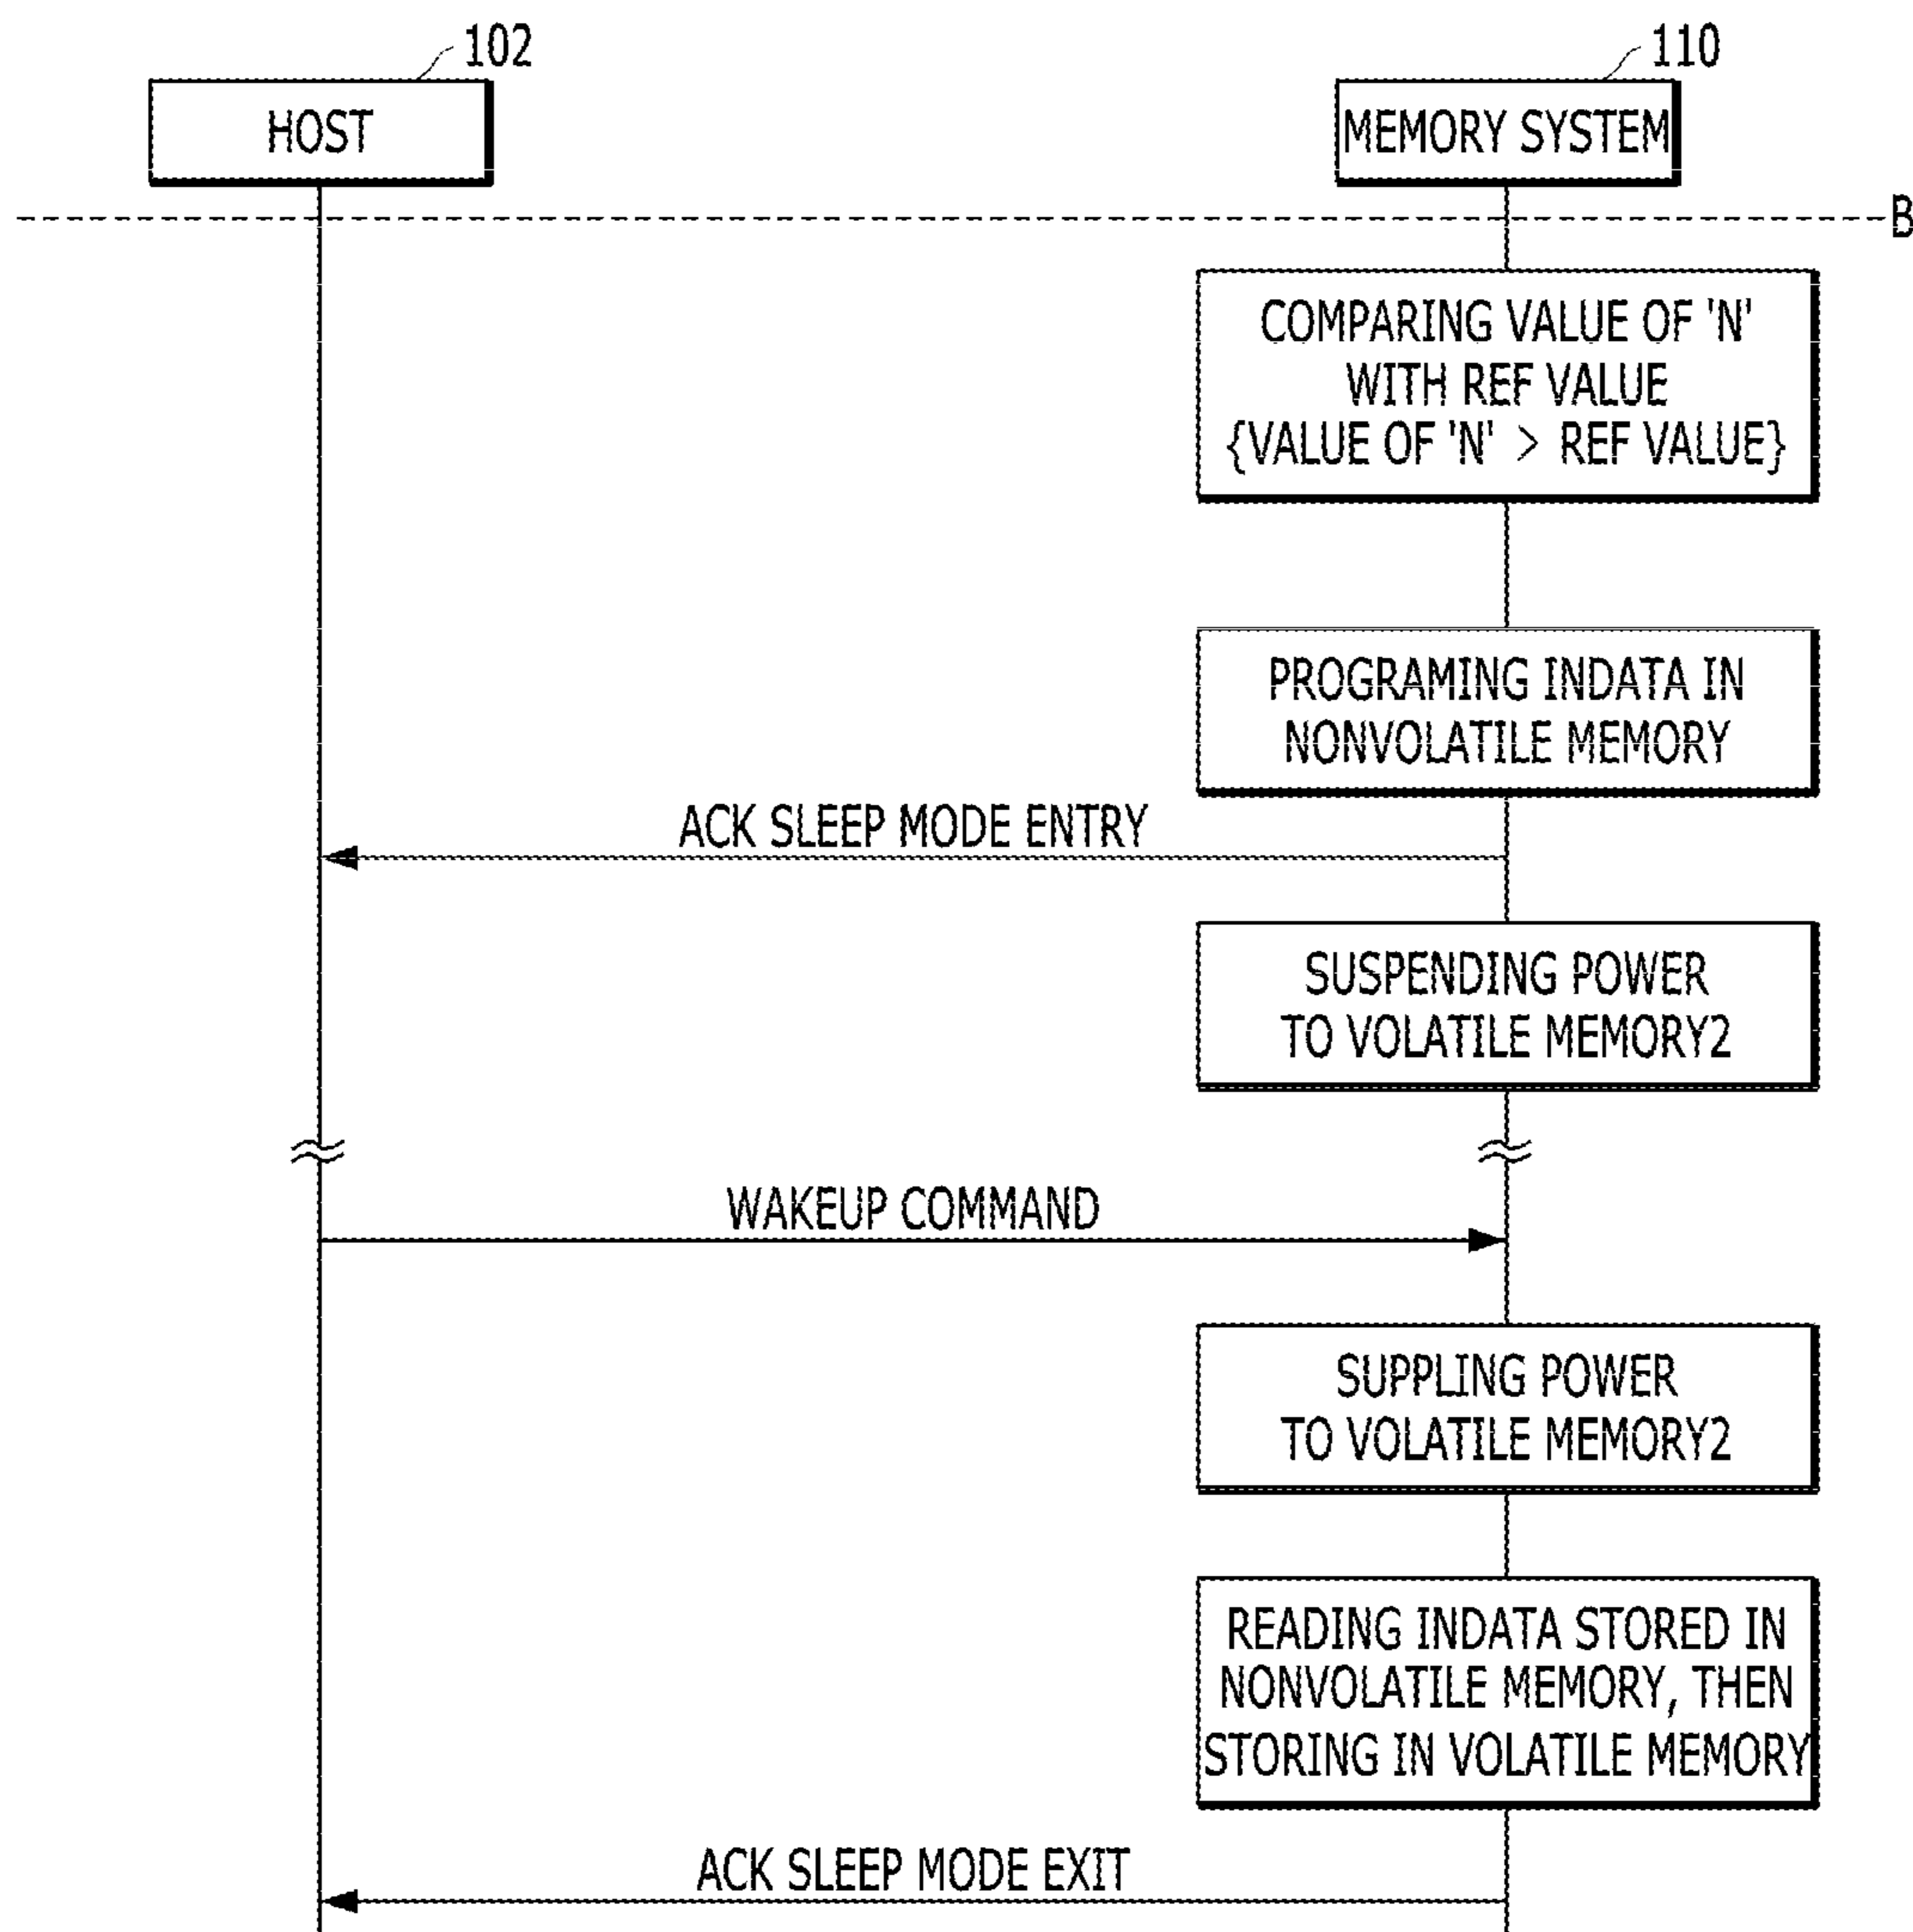 102
110
HOST
MEMORY SYSTEM
B
COMPARING VALUE OF 'N'
WITH REF VALUE
{VALUE OF 'N' > REF VALUE}
PROGRAMING INDATA IN
NONVOLATILE MEMORY
ACK SLEEP MODE ENTRY
SUSPENDING POWER
TO VOLATILE MEMORY2
WAKEUP COMMAND
SUPPLING POWER
TO VOLATILE MEMORY2
READING INDATA STORED IN
NONVOLATILE MEMORY, THEN
STORING IN VOLATILE MEMORY
ACK SLEEP MODE EXIT